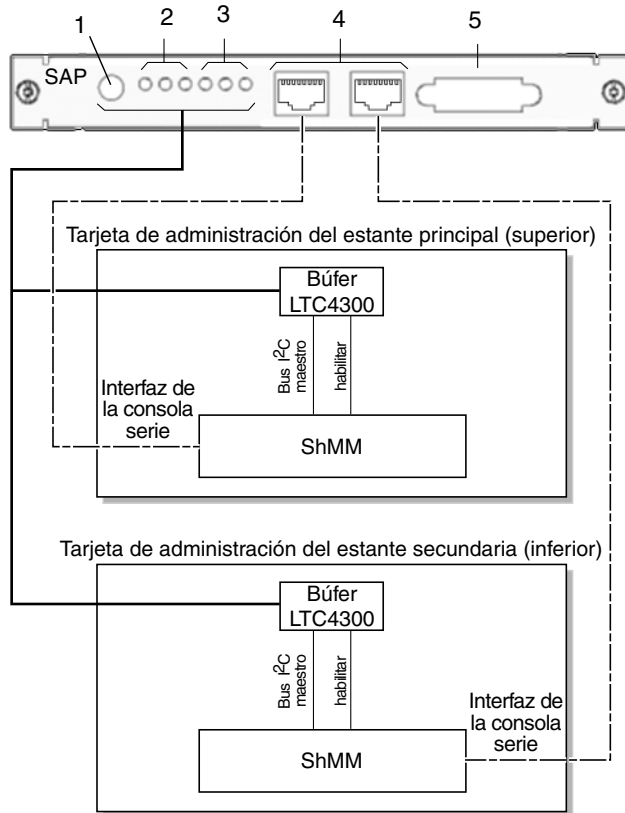 1 2 3 4 5
SAP
Tarjeta de administración del estante principal (superior)
Búfer
LTC4300
Bus I2C
maestro
habilitar
Interfaz de
la consola
serie
ShMM
Tarjeta de administración del estante secundaria (inferior)
Búfer
LTC4300
Bus I2C
maestro
habilitar
Interfaz de
la consola
serie
ShMM